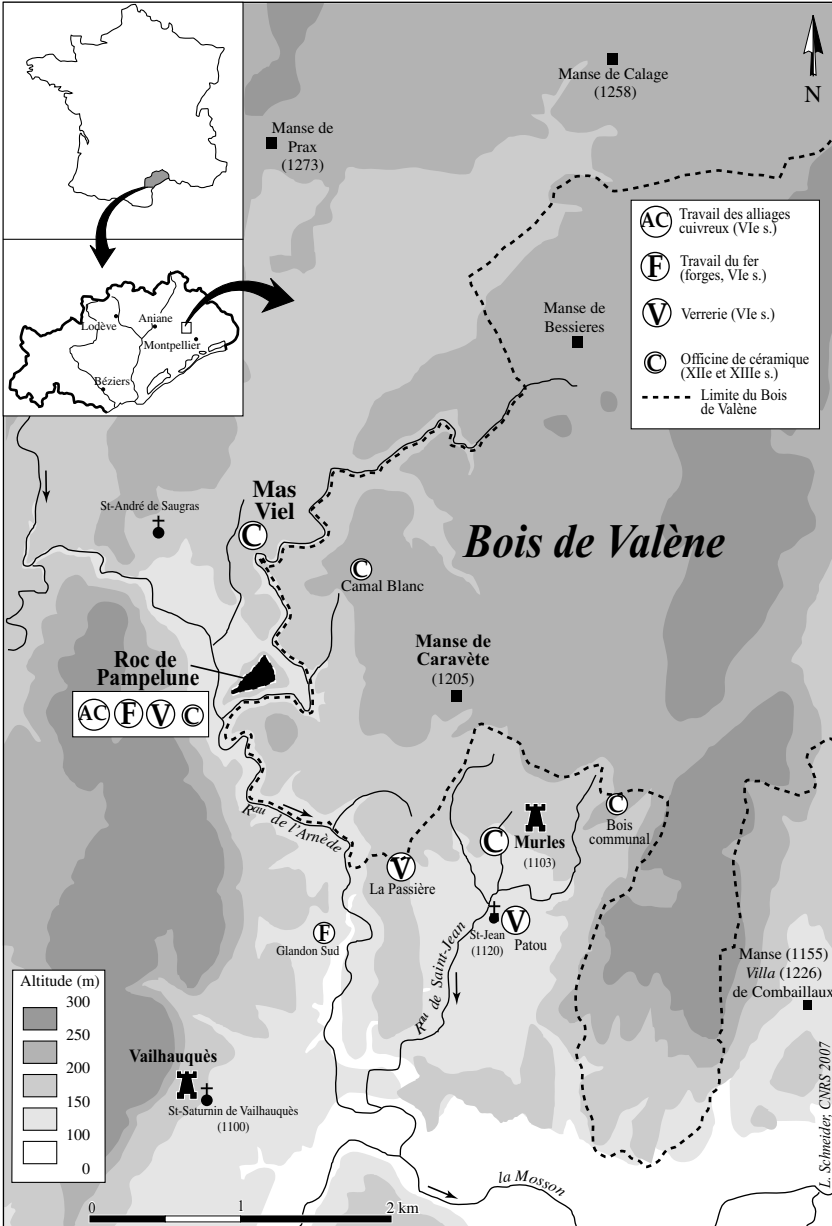 Manse de Calage
(1258)
N
Manse de
Prax
(1273)
AC Travail des alliages
cuivreux (VIe s.)
F Travail du fer
(forges, VIe s.)
V Verrerie (VIe s.)
C Officine de céramique
(XIIe et XIIIe s.)
Limite du Bois
de Valène
Lodève
Aniane
Montpellier
Béziers
Manse de
Bessieres
Mas
Viel
C
St-André de Saugras
Bois de Valène
C
Camal Blanc
Manse de
Caravète
(1205)
Roc de
Pampelune
AC F V C
Rau de l'Arnède
V
La Passière
C
Murles
(1103)
C
Bois
communal
F
Glandon Sud
St-Jean
(1120)
V
Patou
Rau de Saint-Jean
Manse (1155)
Villa (1226)
de Combaillaux
Altitude (m)
300
250
200
150
100
0
Vailhauquès
St-Saturnin de Vailhauquès
(1100)
la Mosson
0 1 2 km
L. Schneider, CNRS 2007